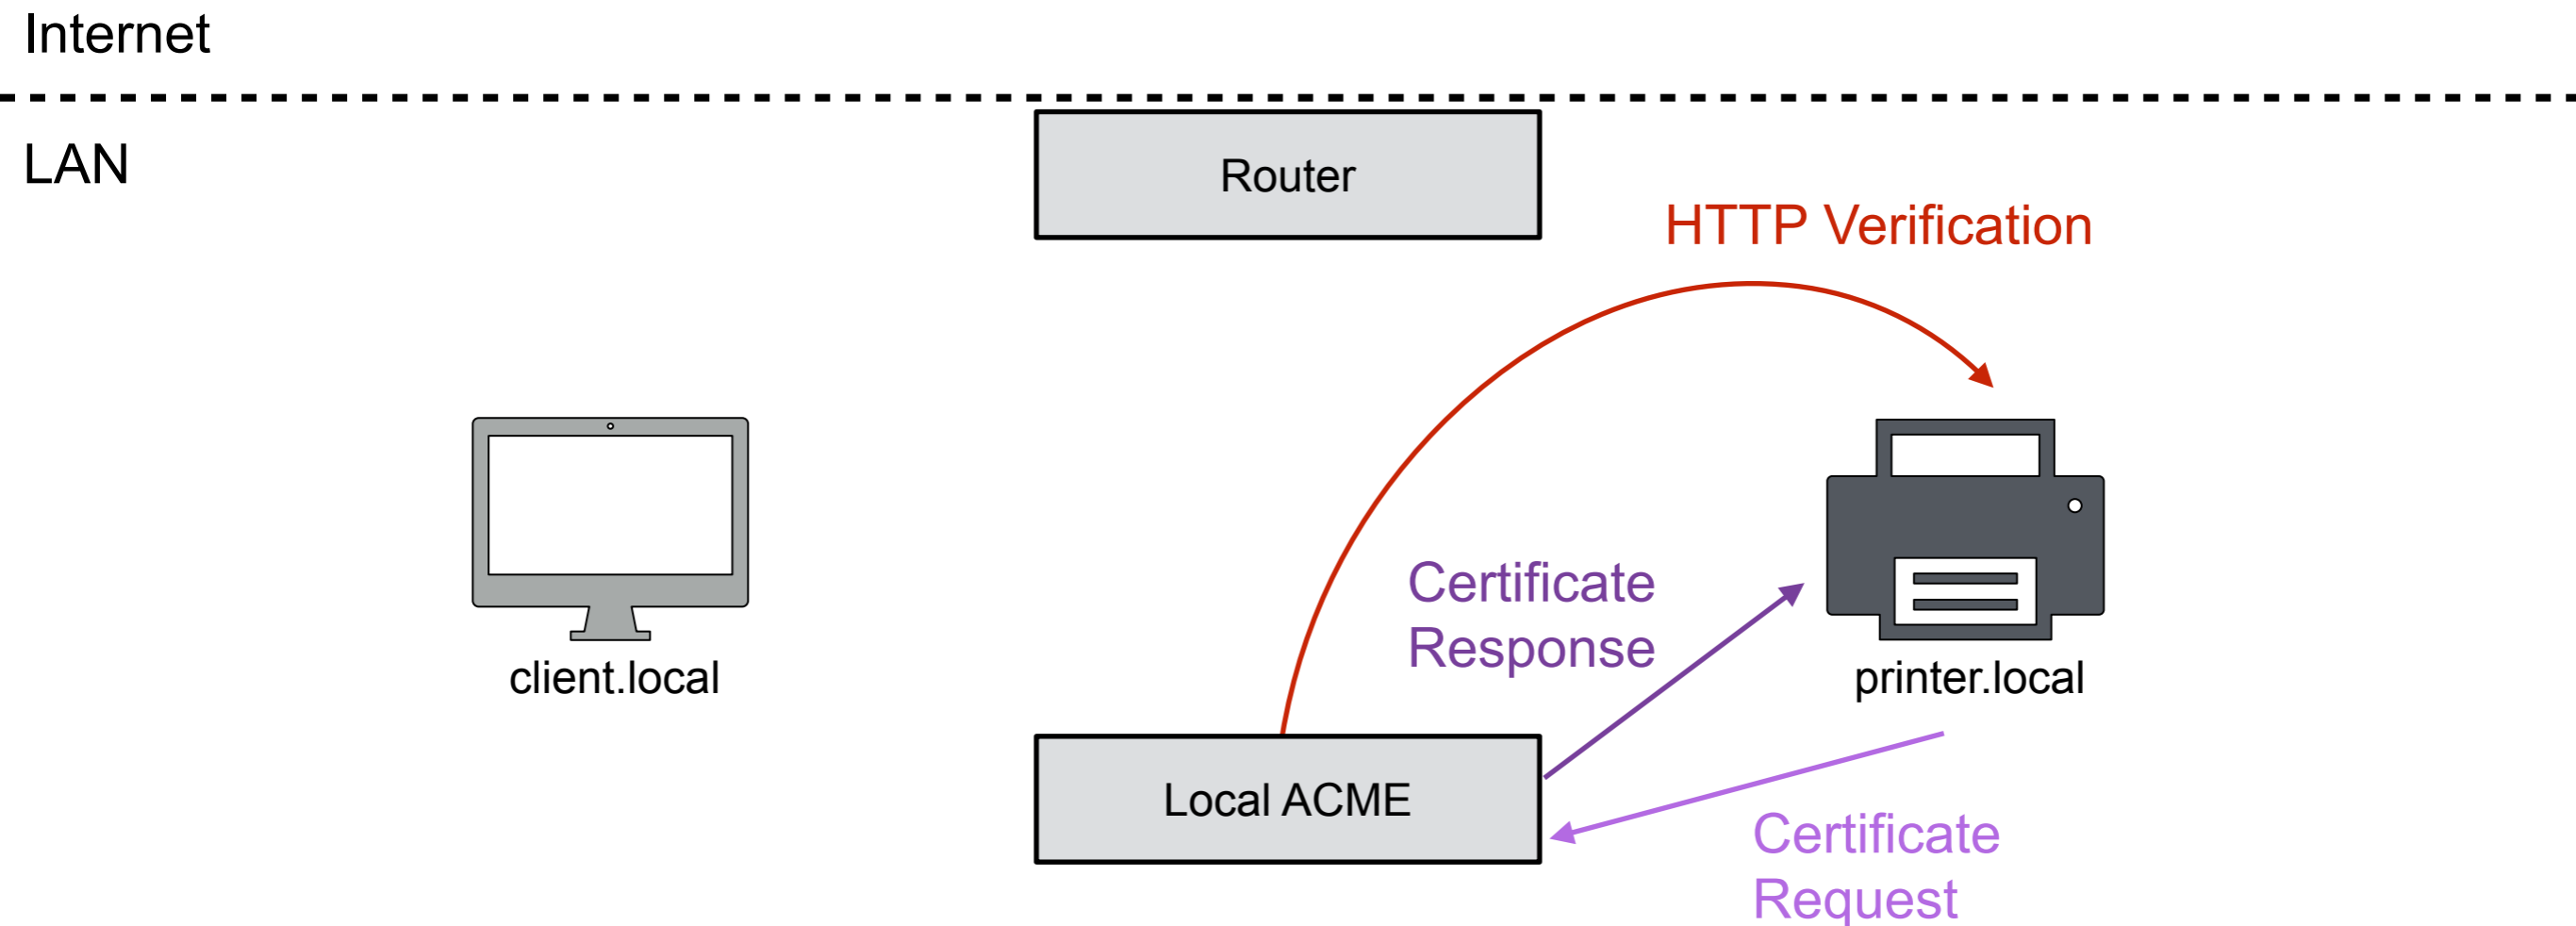 Internet
LAN
Router
HTTP Verification
Certificate
Response
client.local
printer.local
Local ACME
Certificate
Request